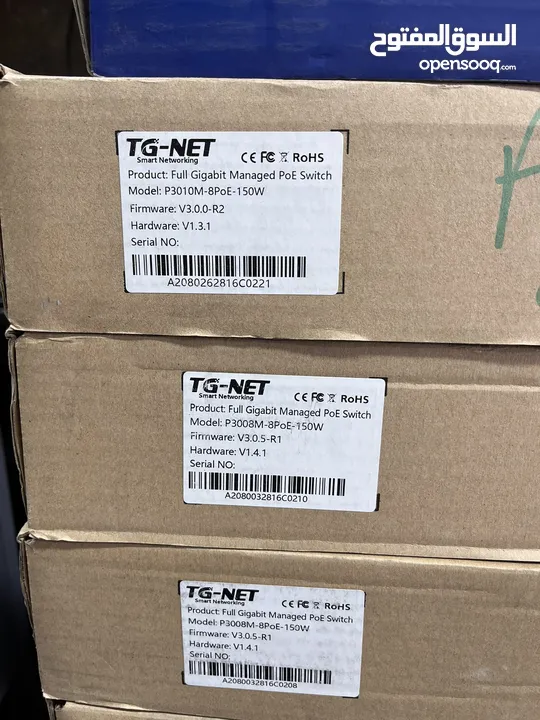 السوق المفتوح
opensooq.com
TG-NET
Smart Networking
CE FC RoHS
Product: Full Gigabit Managed PoE Switch
Model: P3010M-8PoE-150W
Firmware: V3.0.0-R2
Hardware: V1.3.1
Serial NO:
A2080262816C0221
TG-NET
Smart Networking
CE FC RoHS
Product: Full Gigabit Managed PoE Switch
Model: P3008M-8PoE-150W
Firmware: V3.0.5-R1
Hardware: V1.4.1
Serial NO:
A2080032816C0210
TG-NET
Smart Networking
CE FC RoHS
Product: Full Gigabit Managed PoE Switch
Model: P3008M-8PoE-150W
Firmware: V3.0.5-R1
Hardware: V1.4.1
Serial NO:
A2080032816C0208